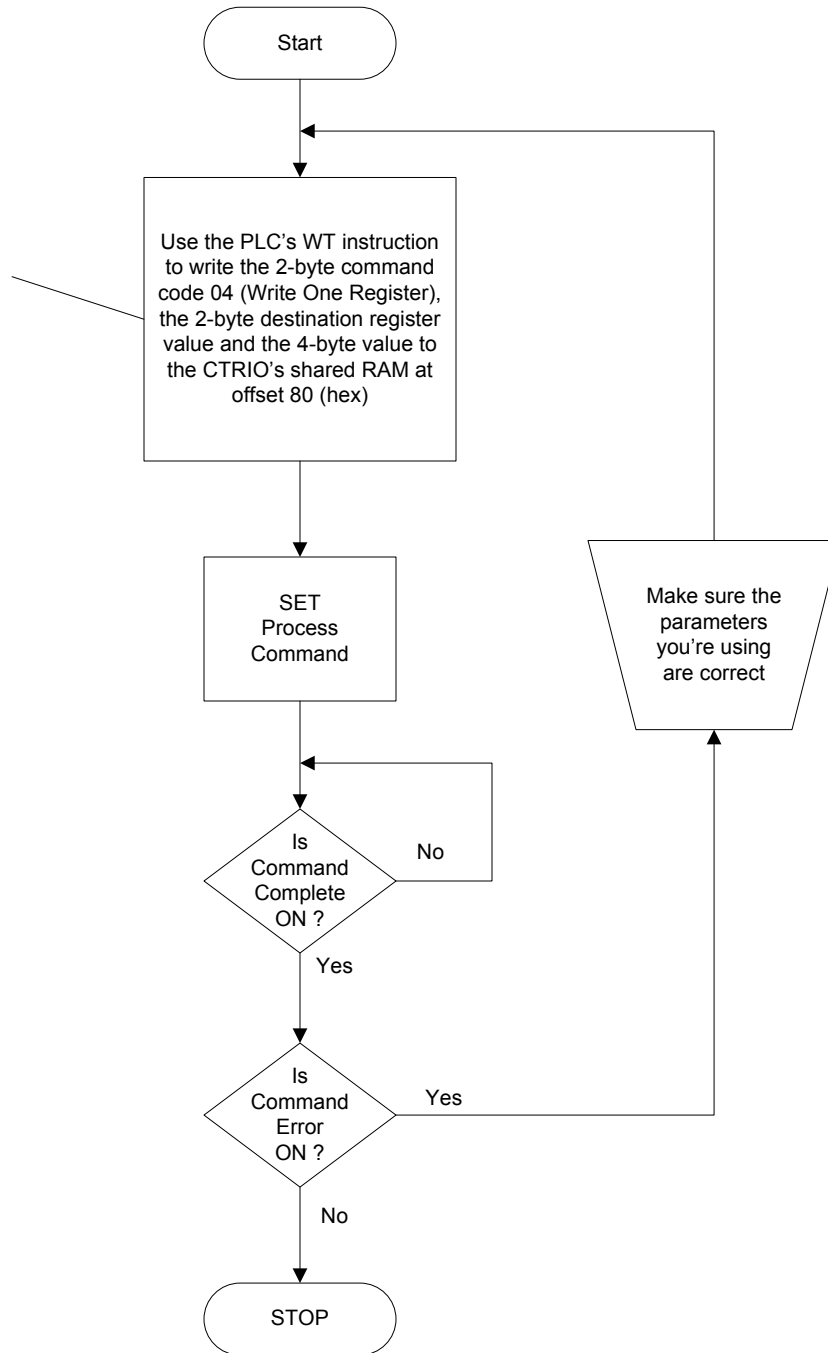 Start
Use the PLC’s WT instruction
to write the 2-byte command
code 04 (Write One Register),
the 2-byte destination register
value and the 4-byte value to
the CTRIO’s shared RAM at
offset 80 (hex)
SET
Process
Command
Make sure the
parameters
you’re using
are correct
Is
Command
Complete
ON ?
No
Yes
Is
Command
Error
ON ?
Yes
No
STOP